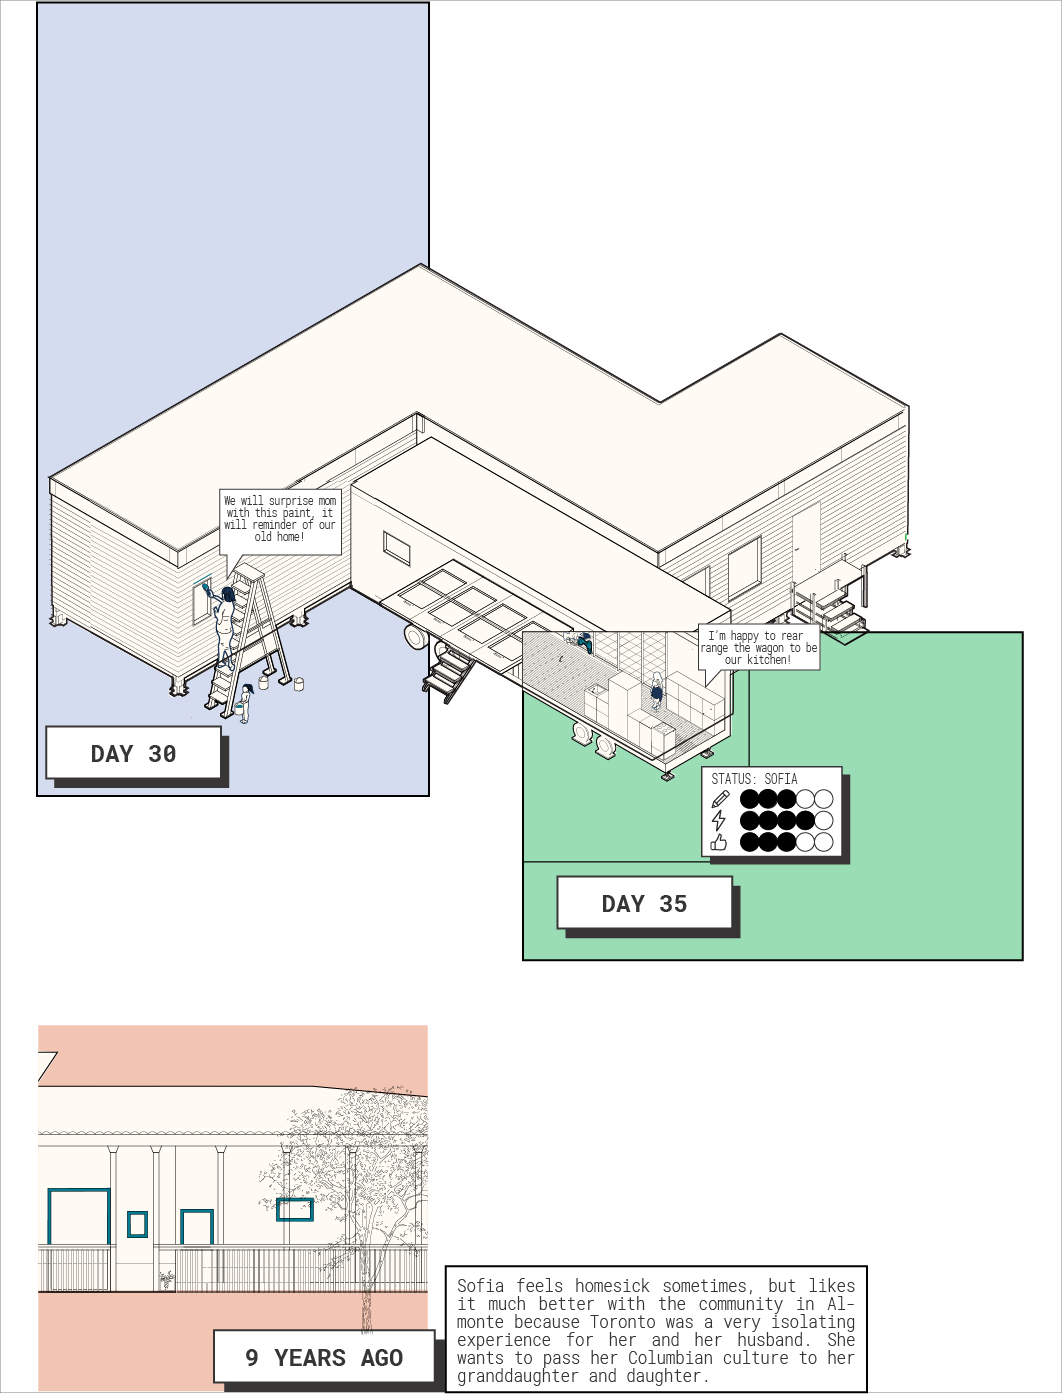 We will surprise mom
with this paint, it
will reminder of our
old home!
I'm happy to rear
range the wagon to be
our kitchen!
DAY 30
STATUS: SOFIA
DAY 35
Sofia feels homesick sometimes, but likes
it much better with the community in Al-
monte because Toronto was a very isolating
experience for her and her husband. She
wants to pass her Columbian culture to her
granddaughter and daughter.
9 YEARS AGO